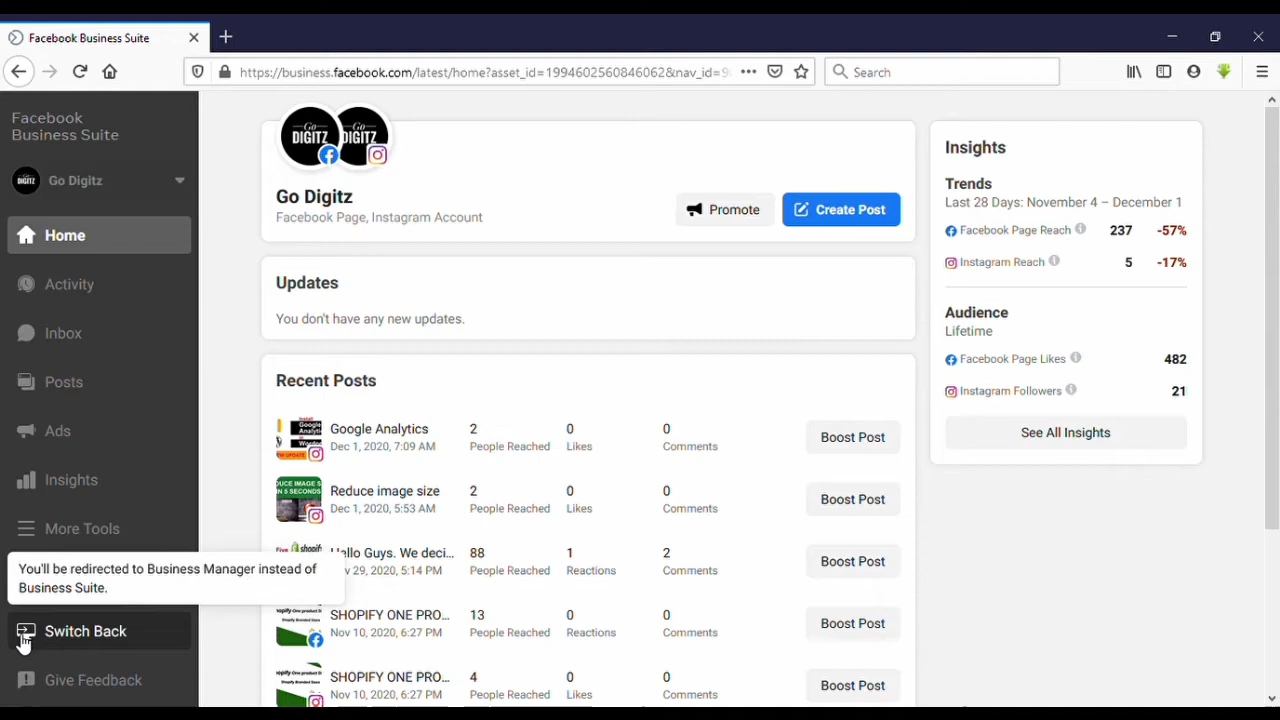 Facebook Business Suite
https://business.facebook.com/latest/home?asset_id=1994602560846062&nav_id=9
Search
Facebook
Business Suite
Go Digitz
Home
Activity
Inbox
Posts
Ads
Insights
More Tools
You'll be redirected to Business Manager instead of
Business Suite.
Switch Back
Give Feedback
Go
DIGITZ
DIGITZ
Go Digitz
Facebook Page, Instagram Account
Promote
Create Post
Updates
You don't have any new updates.
Recent Posts
Google Analytics 2 0 0
Dec 1, 2020, 7:09 AM People Reached Likes Comments
Boost Post
Reduce image size 2 0 0
Dec 1, 2020, 5:53 AM People Reached Likes Comments
Boost Post
Hello Guys. We deci... 88 1 2
29, 2020, 5:14 PM People Reached Reactions Comments
Boost Post
SHOPIFY ONE PRO... 13 0 0
Nov 10, 2020, 6:27 PM People Reached Reactions Comments
Boost Post
SHOPIFY ONE PRO... 4 0 0
Nov 10, 2020, 6:27 PM People Reached Likes Comments
Boost Post
Insights
Trends
Last 28 Days: November 4 – December 1
Facebook Page Reach 237 -57%
Instagram Reach 5 -17%
Audience
Lifetime
Facebook Page Likes 482
Instagram Followers 21
See All Insights